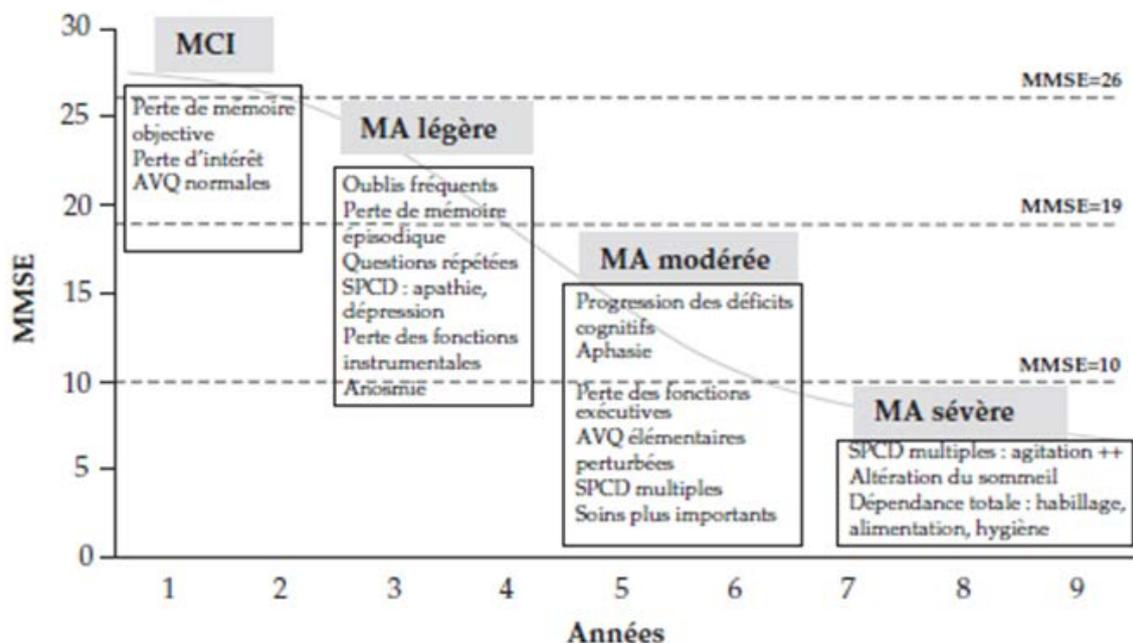 30
MCI
MMSE=26
Perte de mémoire
objective
Perte d'intérêt
AVQ normales
25
MA légère
Oublis fréquents
Perte de mémoire
épisodique
Questions répétées
SPCD : apathie,
dépression
Perte des fonctions
instrumentales
Anosmie
20
MMSE=19
MA modérée
Progression des déficits
cognitifs
Aphasie
Perte des fonctions
exécutives
AVQ élémentaires
perturbées
SPCD multiples
Soins plus importants
15
MMSE
10
MMSE=10
MA sévère
SPCD multiples : agitation ++
Altération du sommeil
Dépendance totale : habillage,
alimentation, hygiène
5
0
1 2 3 4 5 6 7 8 9
Années